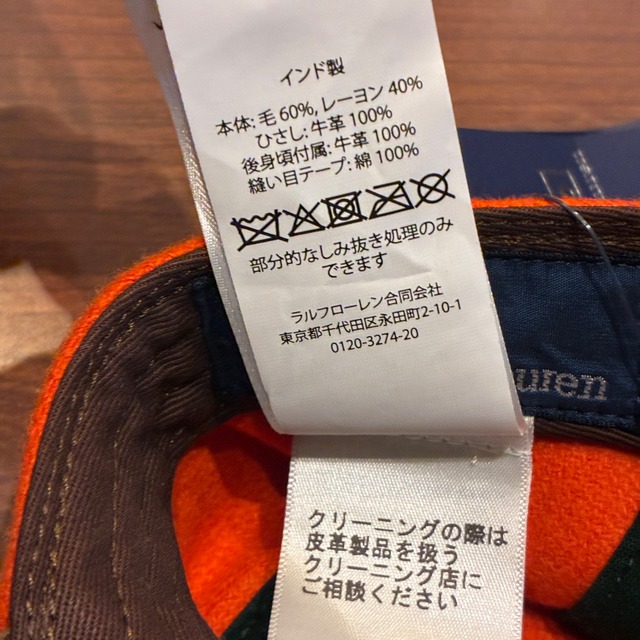 インド製
本体: 毛 60%, レーヨン 40%
ひさし: 牛革 100%
後身頃付属: 牛革 100%
縫い目テープ: 綿 100%
部分的なしみ抜き処理のみ
できます
ラルフローレン合同会社
東京都千代田区永田町2-10-1
0120-3274-20
uren
クリーニングの際は
皮革製品を扱う
クリーニング店に
ご相談ください